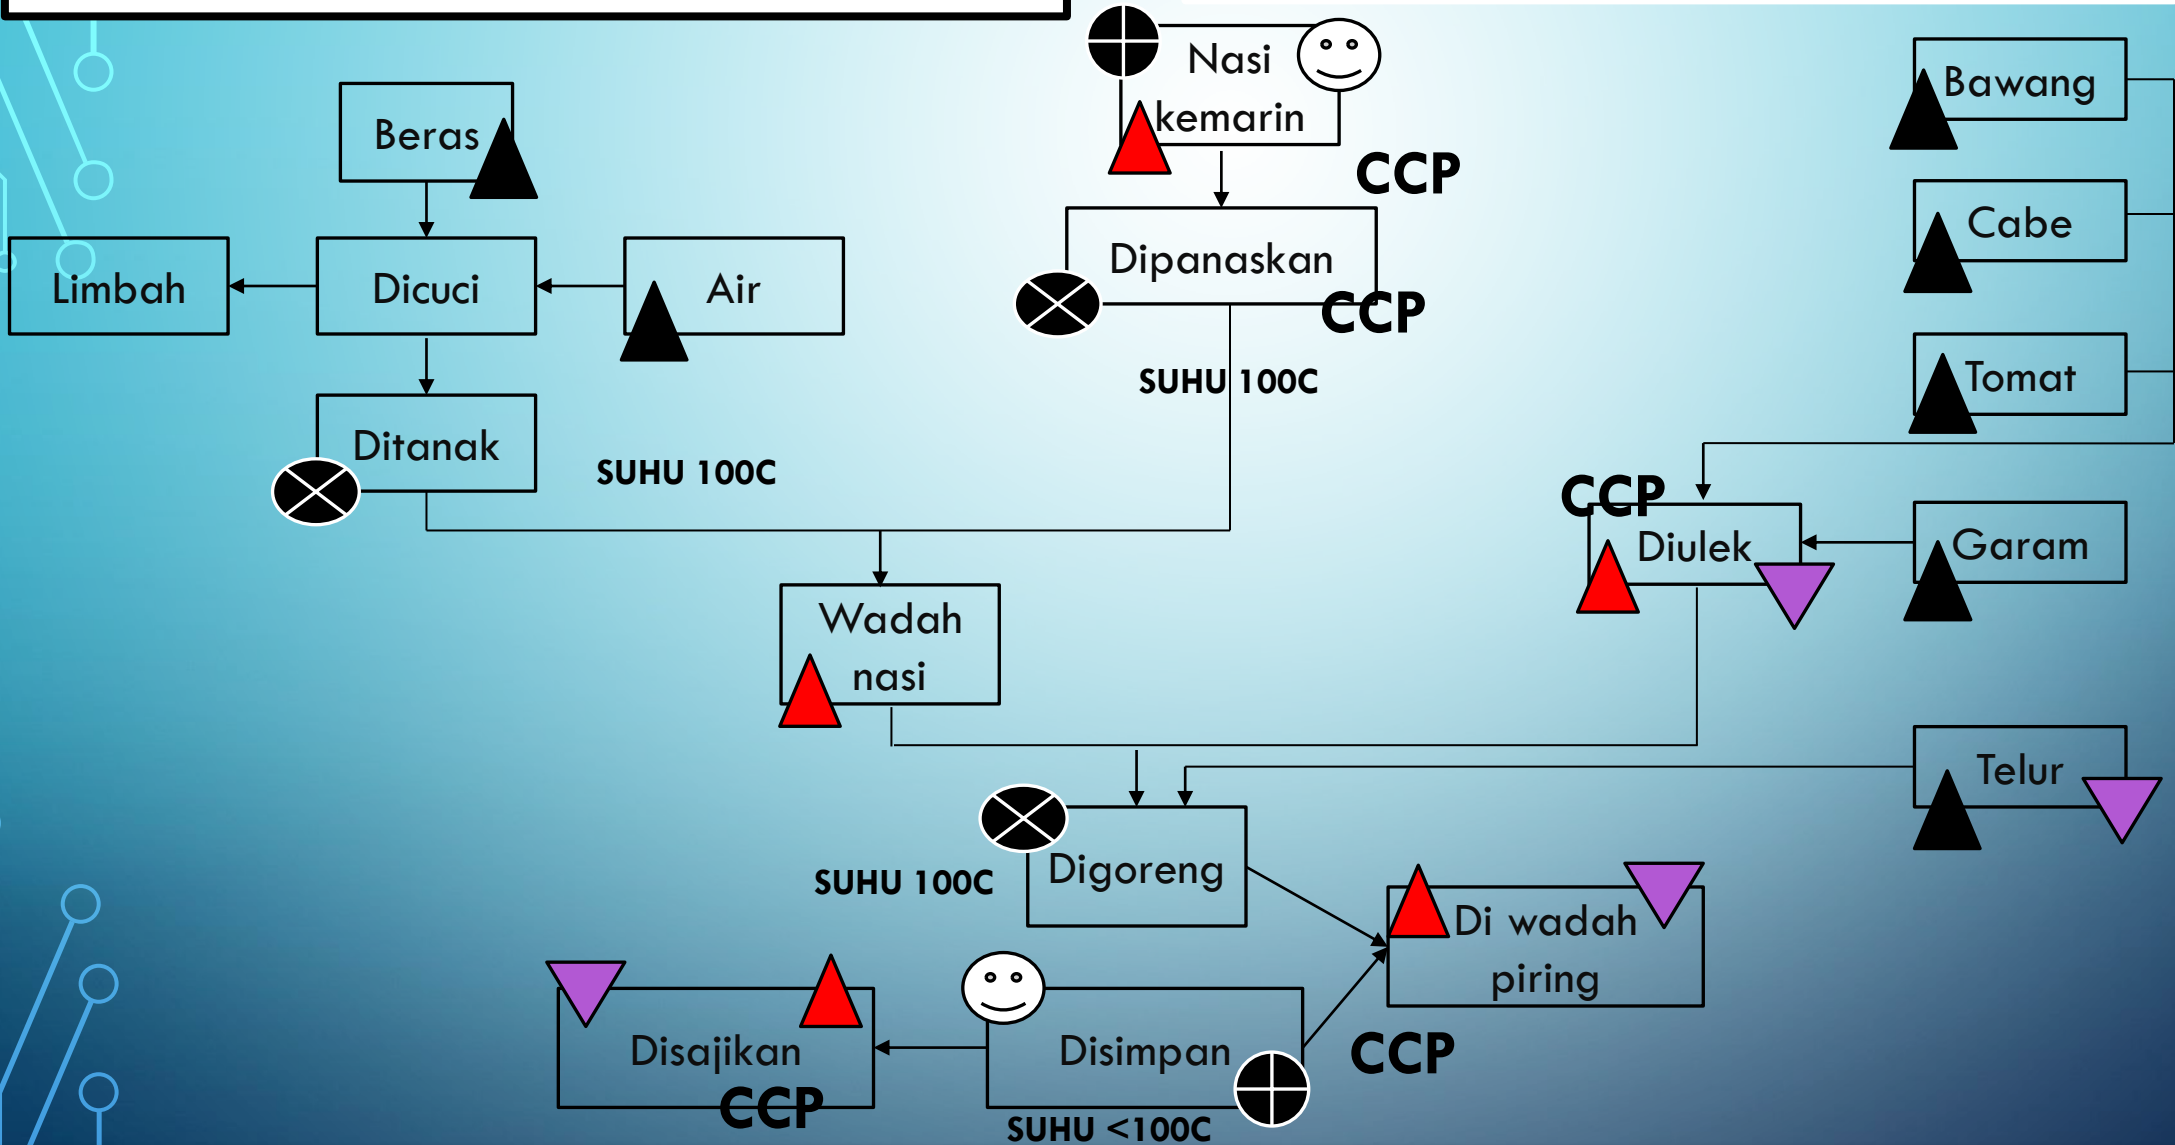 Nasi
kemarin
CCP
Bawang
Beras
Cabe
Limbah
Dicuci
Air
Dipanaskan
CCP
SUHU 100C
Tomat
Ditanak
SUHU 100C
CCP
Diulek
Garam
Wadah
nasi
Telur
SUHU 100C
Digoreng
Di wadah
piring
Disajikan
CCP
Disimpan
CCP
SUHU <100C